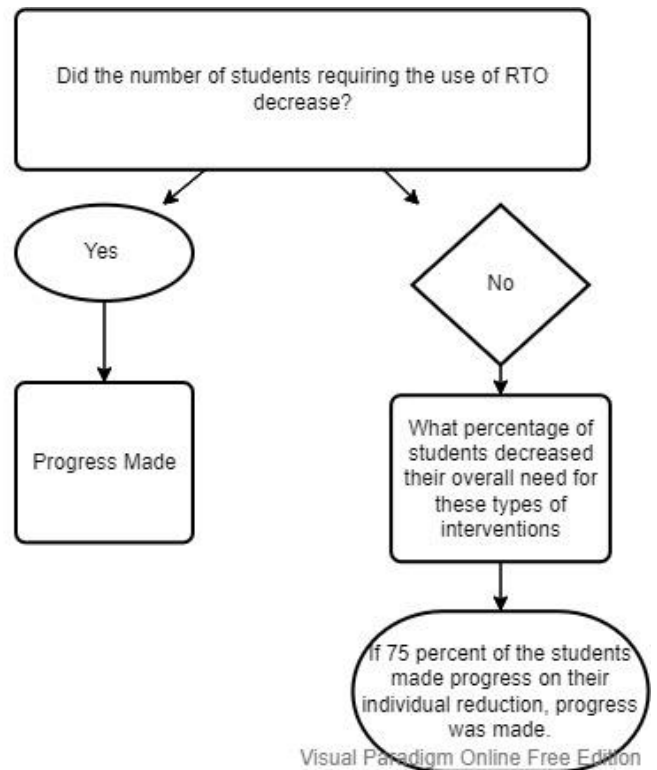 Did the number of students requiring the use of RTO
decrease?
Yes
No
Progress Made
What percentage of
students decreased
their overall need for
these types of
interventions
If 75 percent of the students
made progress on their
individual reduction, progress
was made.
Visual Paradigm Online Free Edition